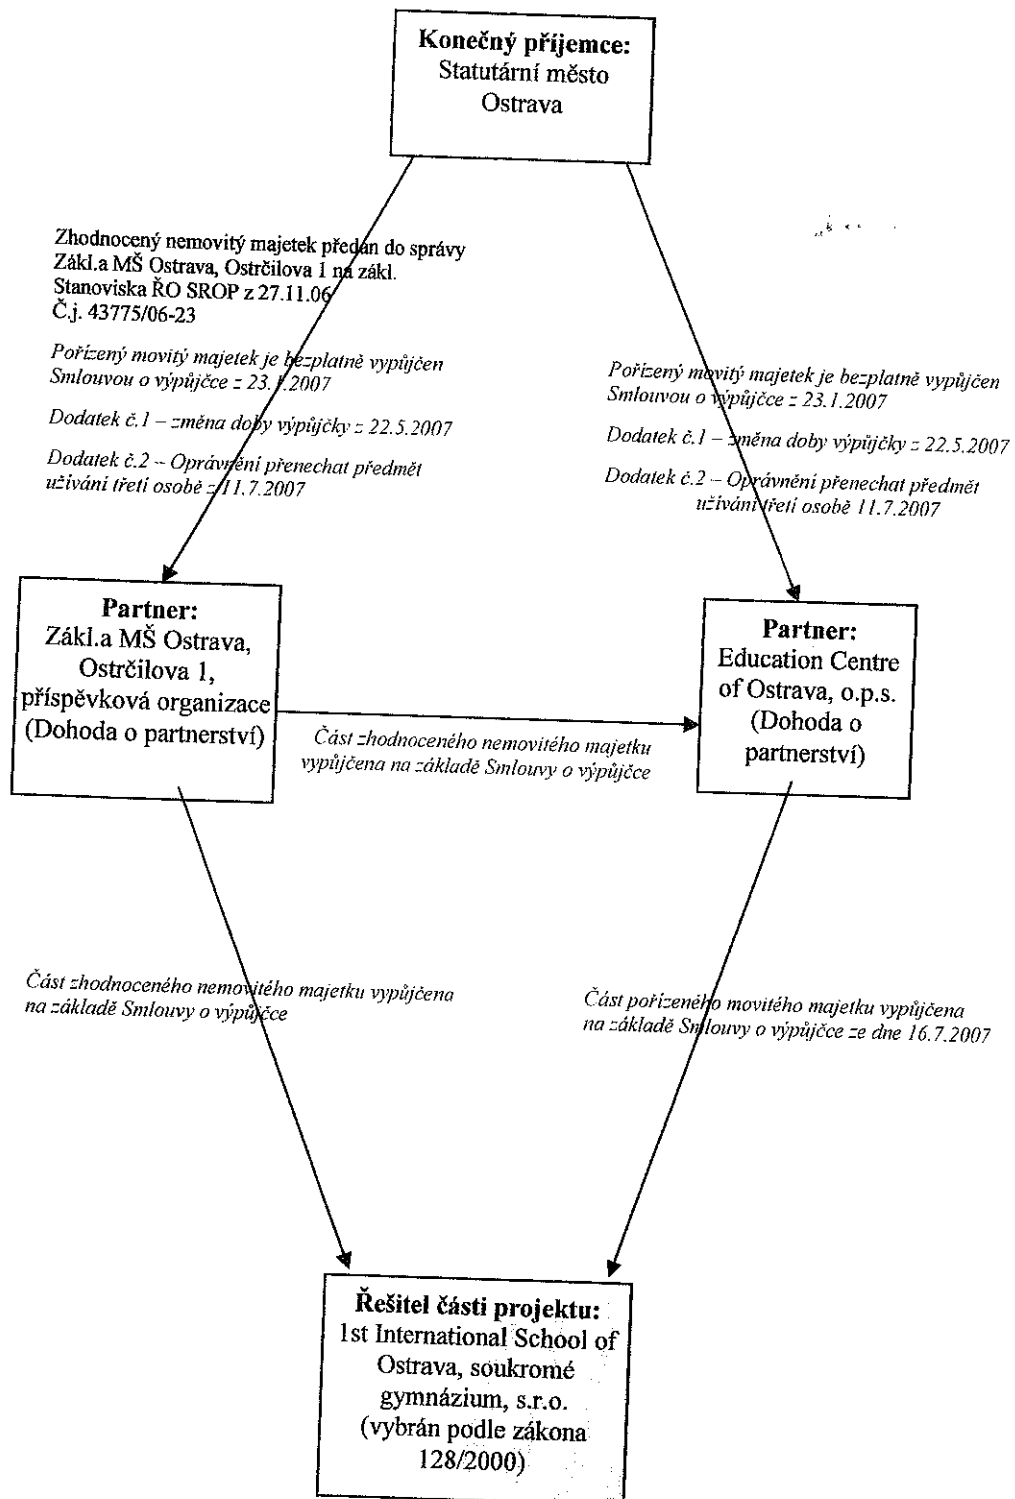 Konečný příjemce:
Statutární město
Ostrava
Zhodnocený nemovitý majetek předán do správy
Zákl.a MŠ Ostrava, Ostrčilova 1 na zákl.
Stanoviska ŘO SROP z 27.11.06
Č.j. 43775/06-23
Pořízený movitý majetek je bezplatně vypůjčen
Smlouvou o výpůjčce z 23.1.2007
Dodatek č.1 – změna doby výpůjčky z 22.5.2007
Dodatek č.2 – Oprávnění přenechat předmět
užívání třetí osobě z 11.7.2007
Pořízený movitý majetek je bezplatně vypůjčen
Smlouvou o výpůjčce z 23.1.2007
Dodatek č.1 – změna doby výpůjčky z 22.5.2007
Dodatek č.2 – Oprávnění přenechat předmět
užívání třetí osobě 11.7.2007
Partner:
Zákl.a MŠ Ostrava,
Ostrčilova 1,
příspěvková organizace
(Dohoda o partnerství)
Část zhodnoceného nemovitého majetku
vypůjčena na základě Smlouvy o výpůjčce
Partner:
Education Centre
of Ostrava, o.p.s.
(Dohoda o
partnerství)
Část zhodnoceného nemovitého majetku vypůjčena
na základě Smlouvy o výpůjčce
Část pořízeného movitého majetku vypůjčena
na základě Smlouvy o výpůjčce ze dne 16.7.2007
Řešitel části projektu:
1st International School of
Ostrava, soukromé
gymnázium, s.r.o.
(vybrán podle zákona
128/2000)